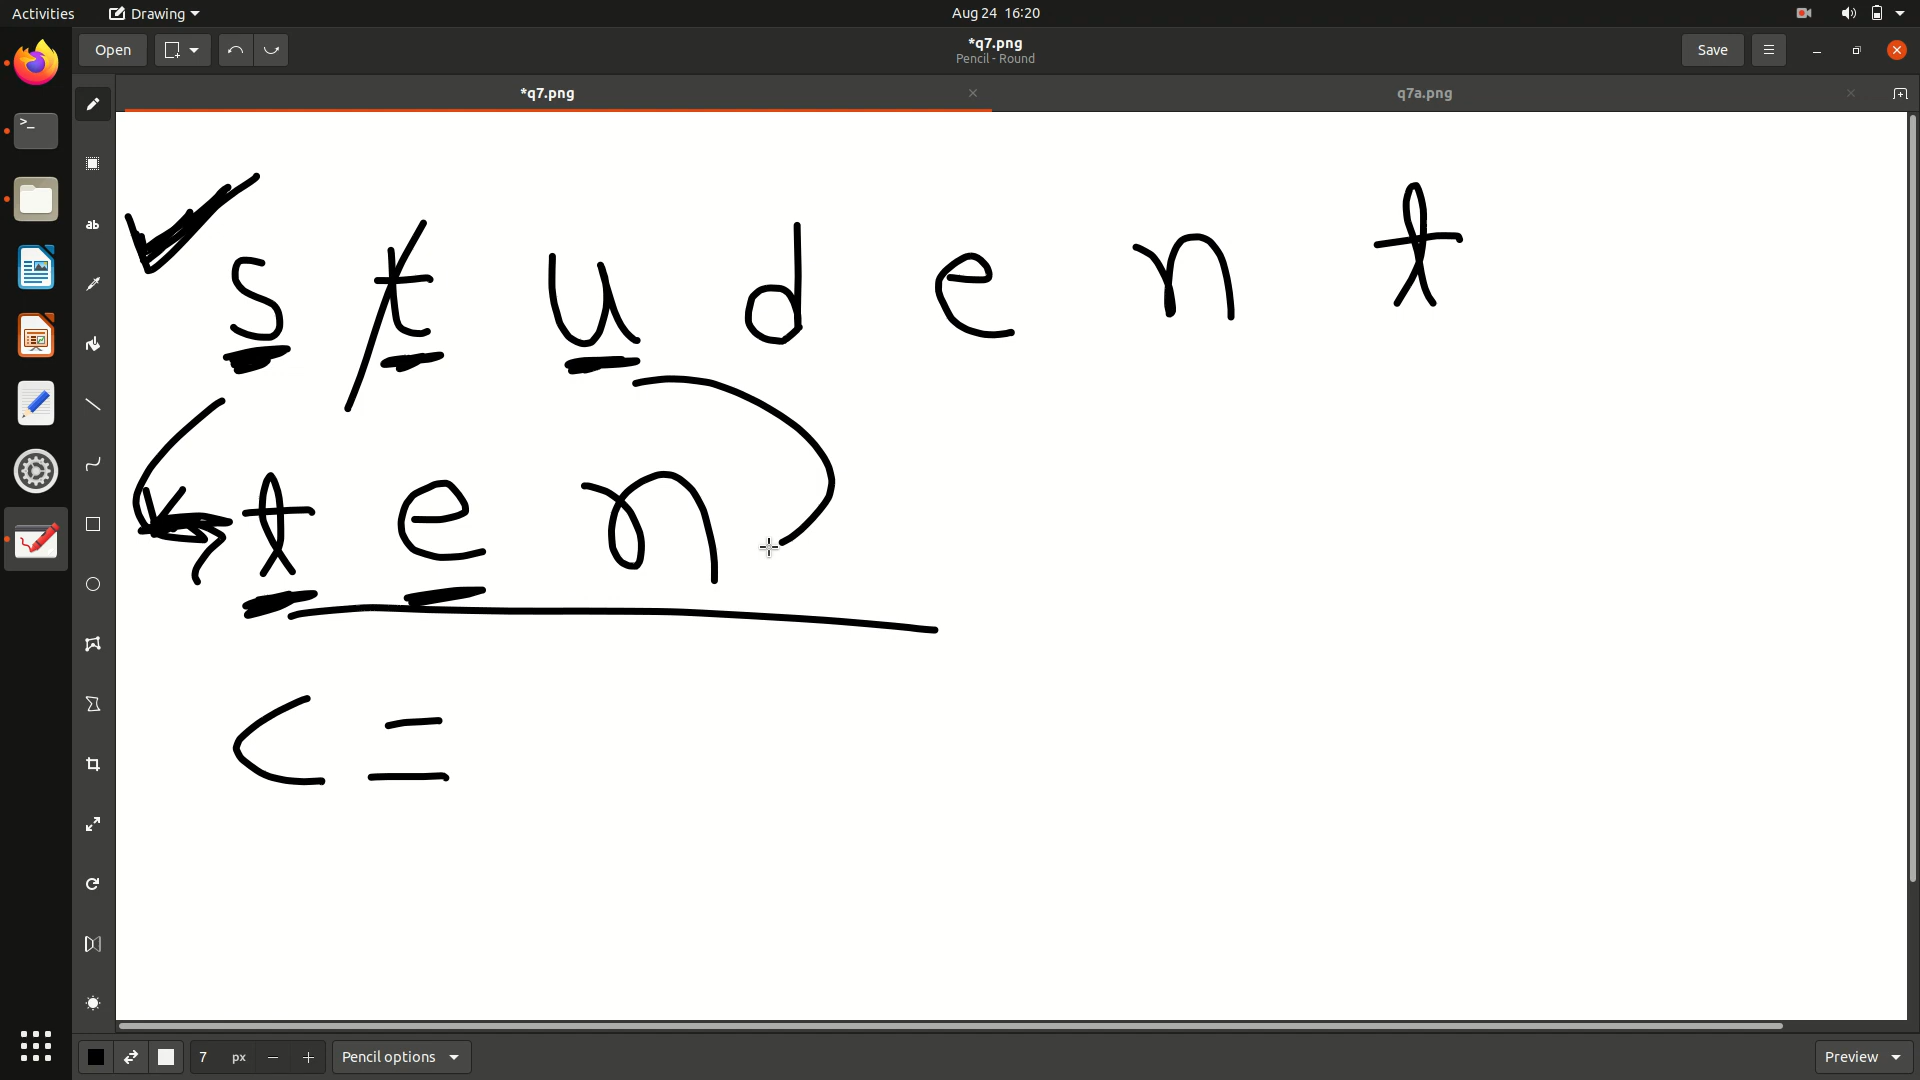 Activities Drawing Aug 24 16:20
Open *q7.png Save
Pencil - Round
*q7.png q7a.png
s t u d e n t
t e n
c =
7 px Pencil options Preview